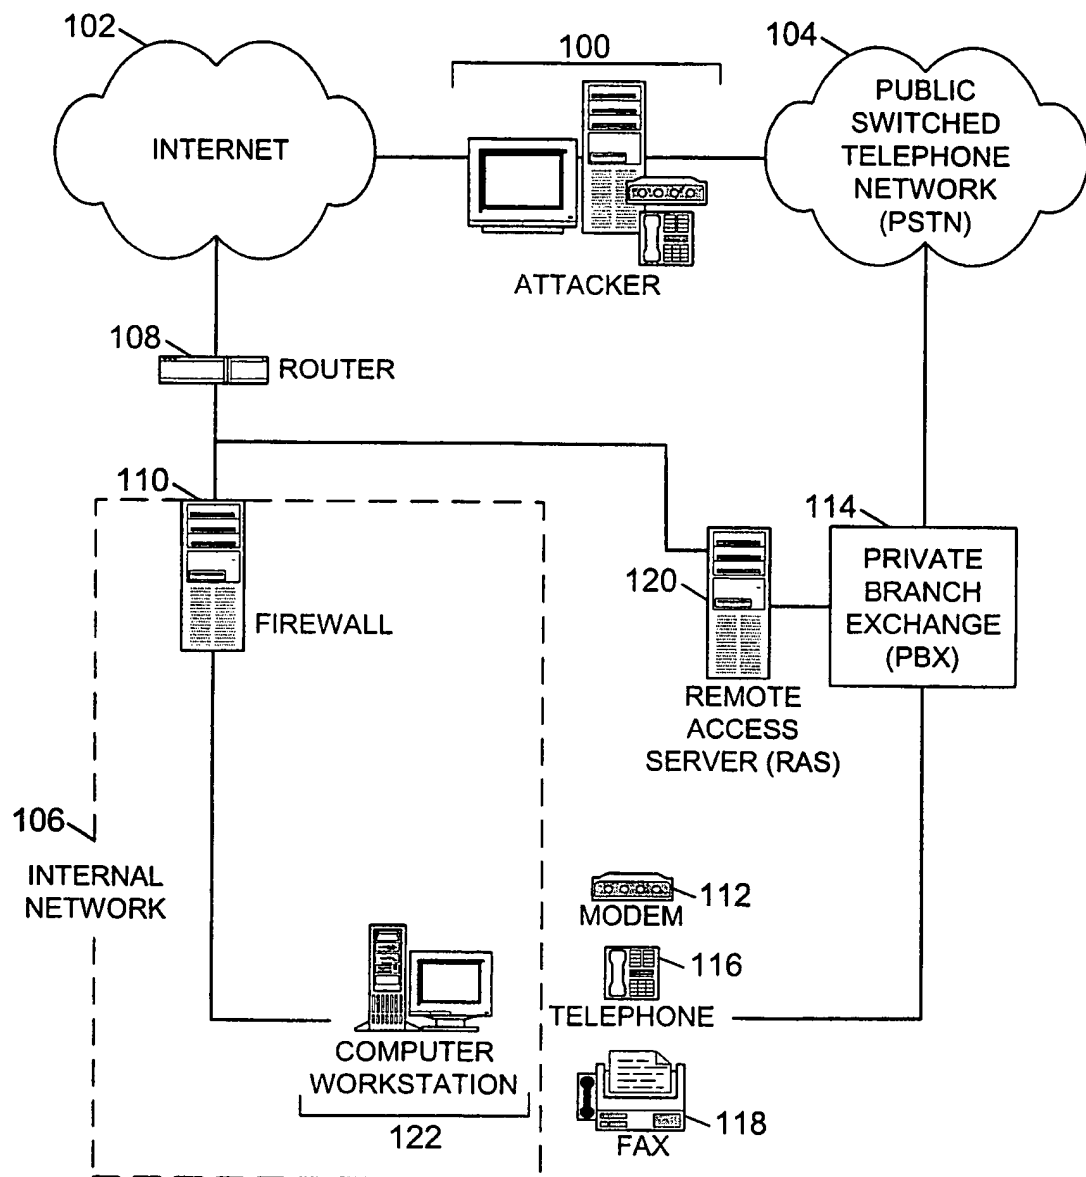 102
100
104
INTERNET
PUBLIC
SWITCHED
TELEPHONE
NETWORK
(PSTN)
ATTACKER
108
ROUTER
110
114
FIREWALL
120
PRIVATE
BRANCH
EXCHANGE
(PBX)
REMOTE
ACCESS
SERVER (RAS)
106
INTERNAL
NETWORK
112
MODEM
116
TELEPHONE
COMPUTER
WORKSTATION
122
118
FAX